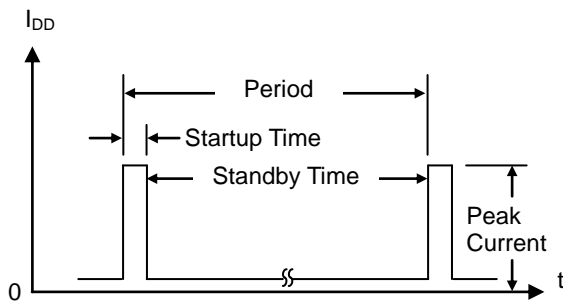 IDD
Period
Startup Time
Standby Time
Peak
Current
0
t